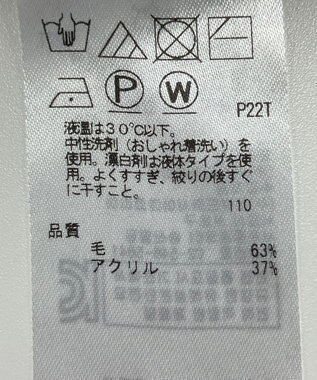 P W
P22T
液温は30℃以下。
中性洗剤（おしゃれ着洗い）を
使用。漂白剤は液体タイプを使
用。よくすすぎ、絞りの後すぐ
に干すこと。
110
品質
毛 63%
アクリル 37%